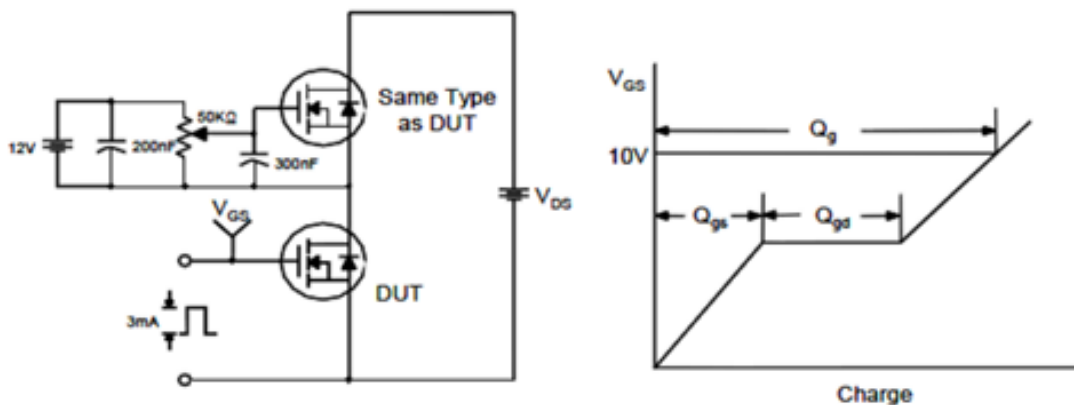 Same Type
as DUT
50KΩ
12V
200nF
300nF
VGS
VDS
DUT
3mA
VGS
Qg
10V
Qgs
Qgd
Charge